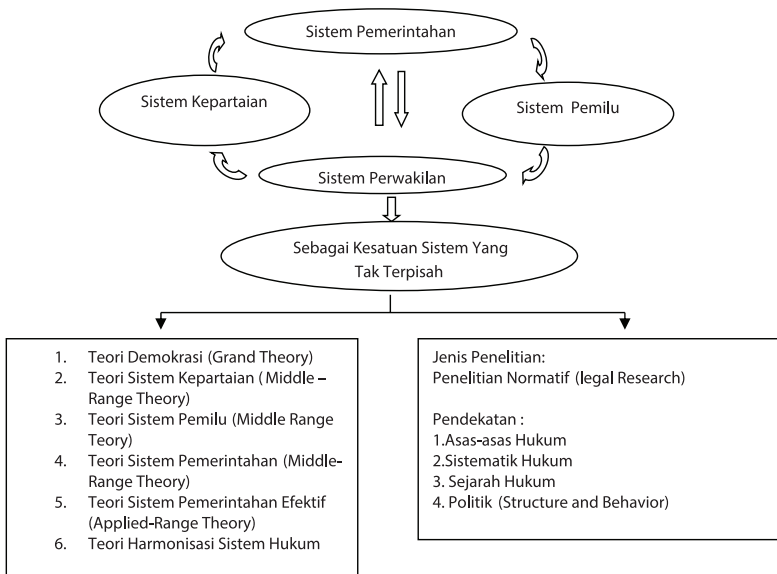 Sistem Pemerintahan
Sistem Kepartaian
Sistem Pemilu
Sistem Perwakilan
Sebagai Kesatuan Sistem Yang
Tak Terpisah
1. Teori Demokrasi (Grand Theory)
2. Teori Sistem Kepartaian ( Middle –
Range Theory)
3. Teori Sistem Pemilu (Middle Range
Teory)
4. Teori Sistem Pemerintahan (Middle-
Range Theory)
5. Teori Sistem Pemerintahan Efektif
(Applied-Range Theory)
6. Teori Harmonisasi Sistem Hukum
Jenis Penelitian:
Penelitian Normatif (legal Research)
Pendekatan :
1.Asas-asas Hukum
2.Sistematik Hukum
3. Sejarah Hukum
4. Politik (Structure and Behavior)